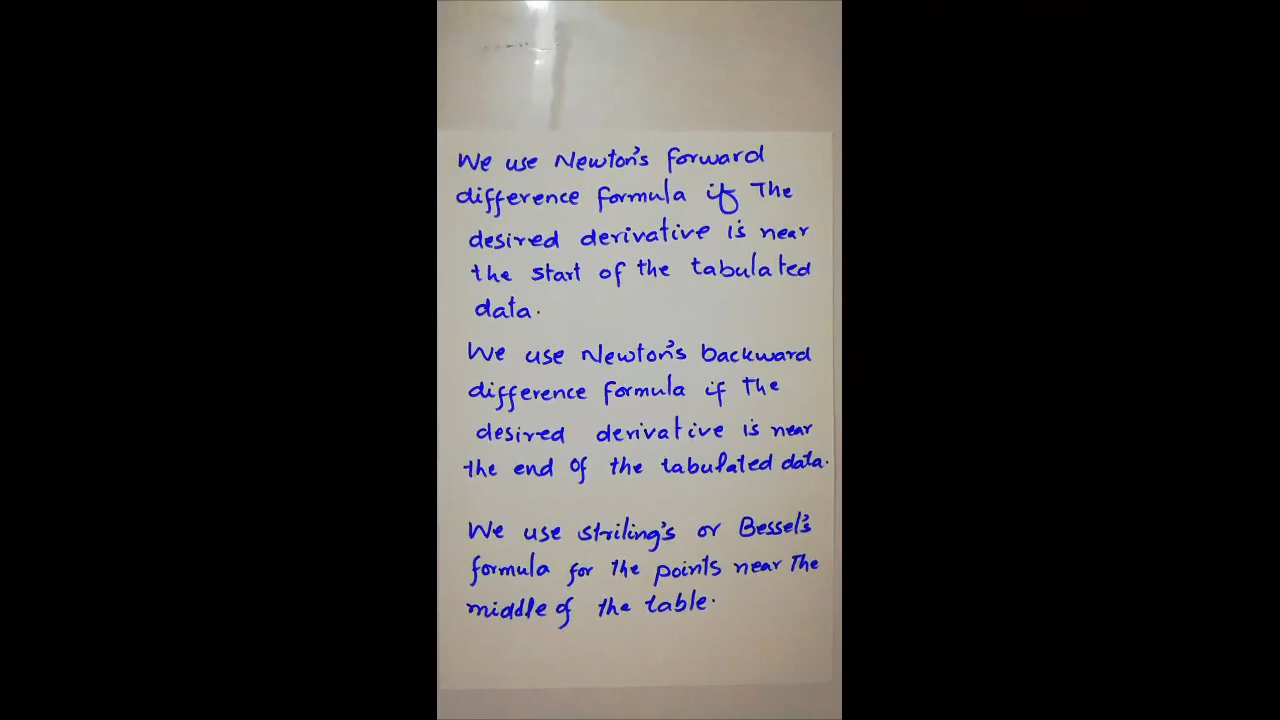 We use Newton's forward
difference formula if The
desired derivative is near
the start of the tabulated
data.
We use Newton's backward
difference formula if The
desired derivative is near
the end of the tabulated data.
We use striling's or Bessel's
formula for the points near The
middle of the table.